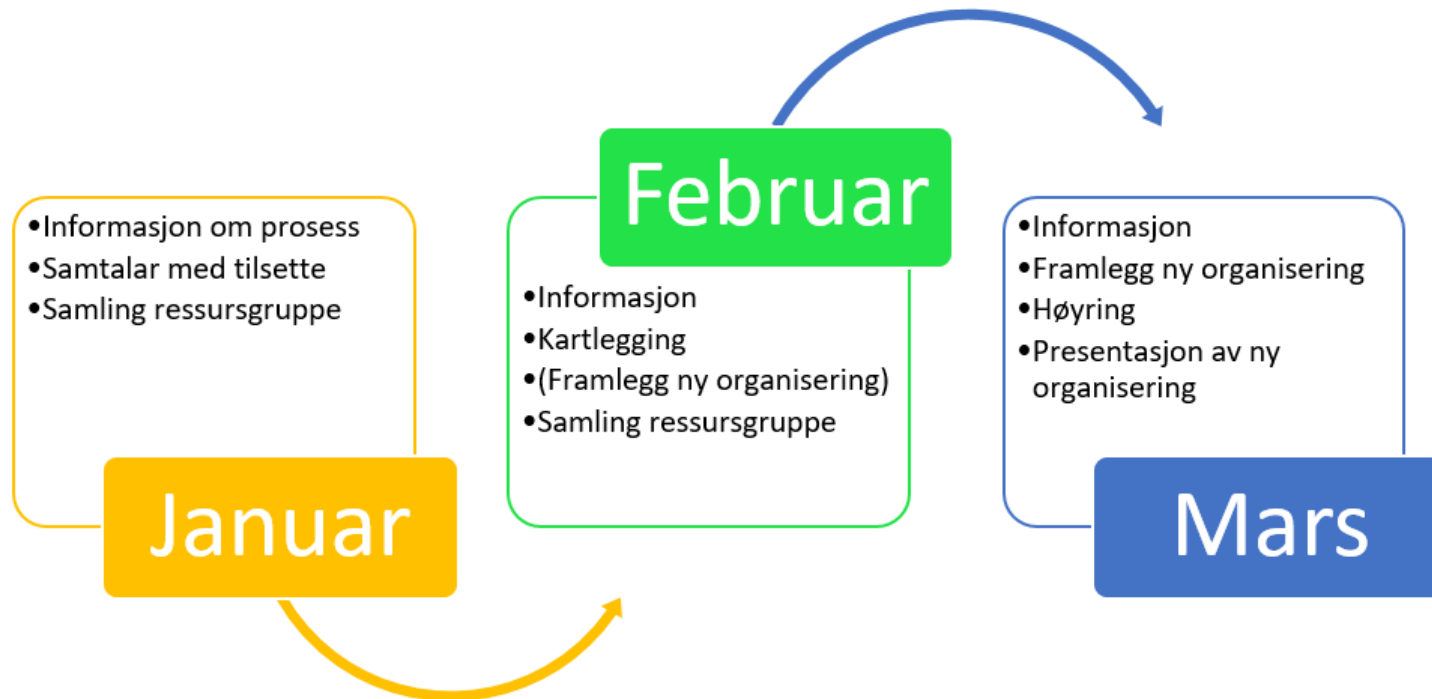 •Informasjon om prosess
•Samtalar med tilsette
•Samling ressursgruppe
Januar
Februar
•Informasjon
•Kartlegging
•(Framlegg ny organisering)
•Samling ressursgruppe
•Informasjon
•Framlegg ny organisering
•Høyring
•Presentasjon av ny
organisering
Mars